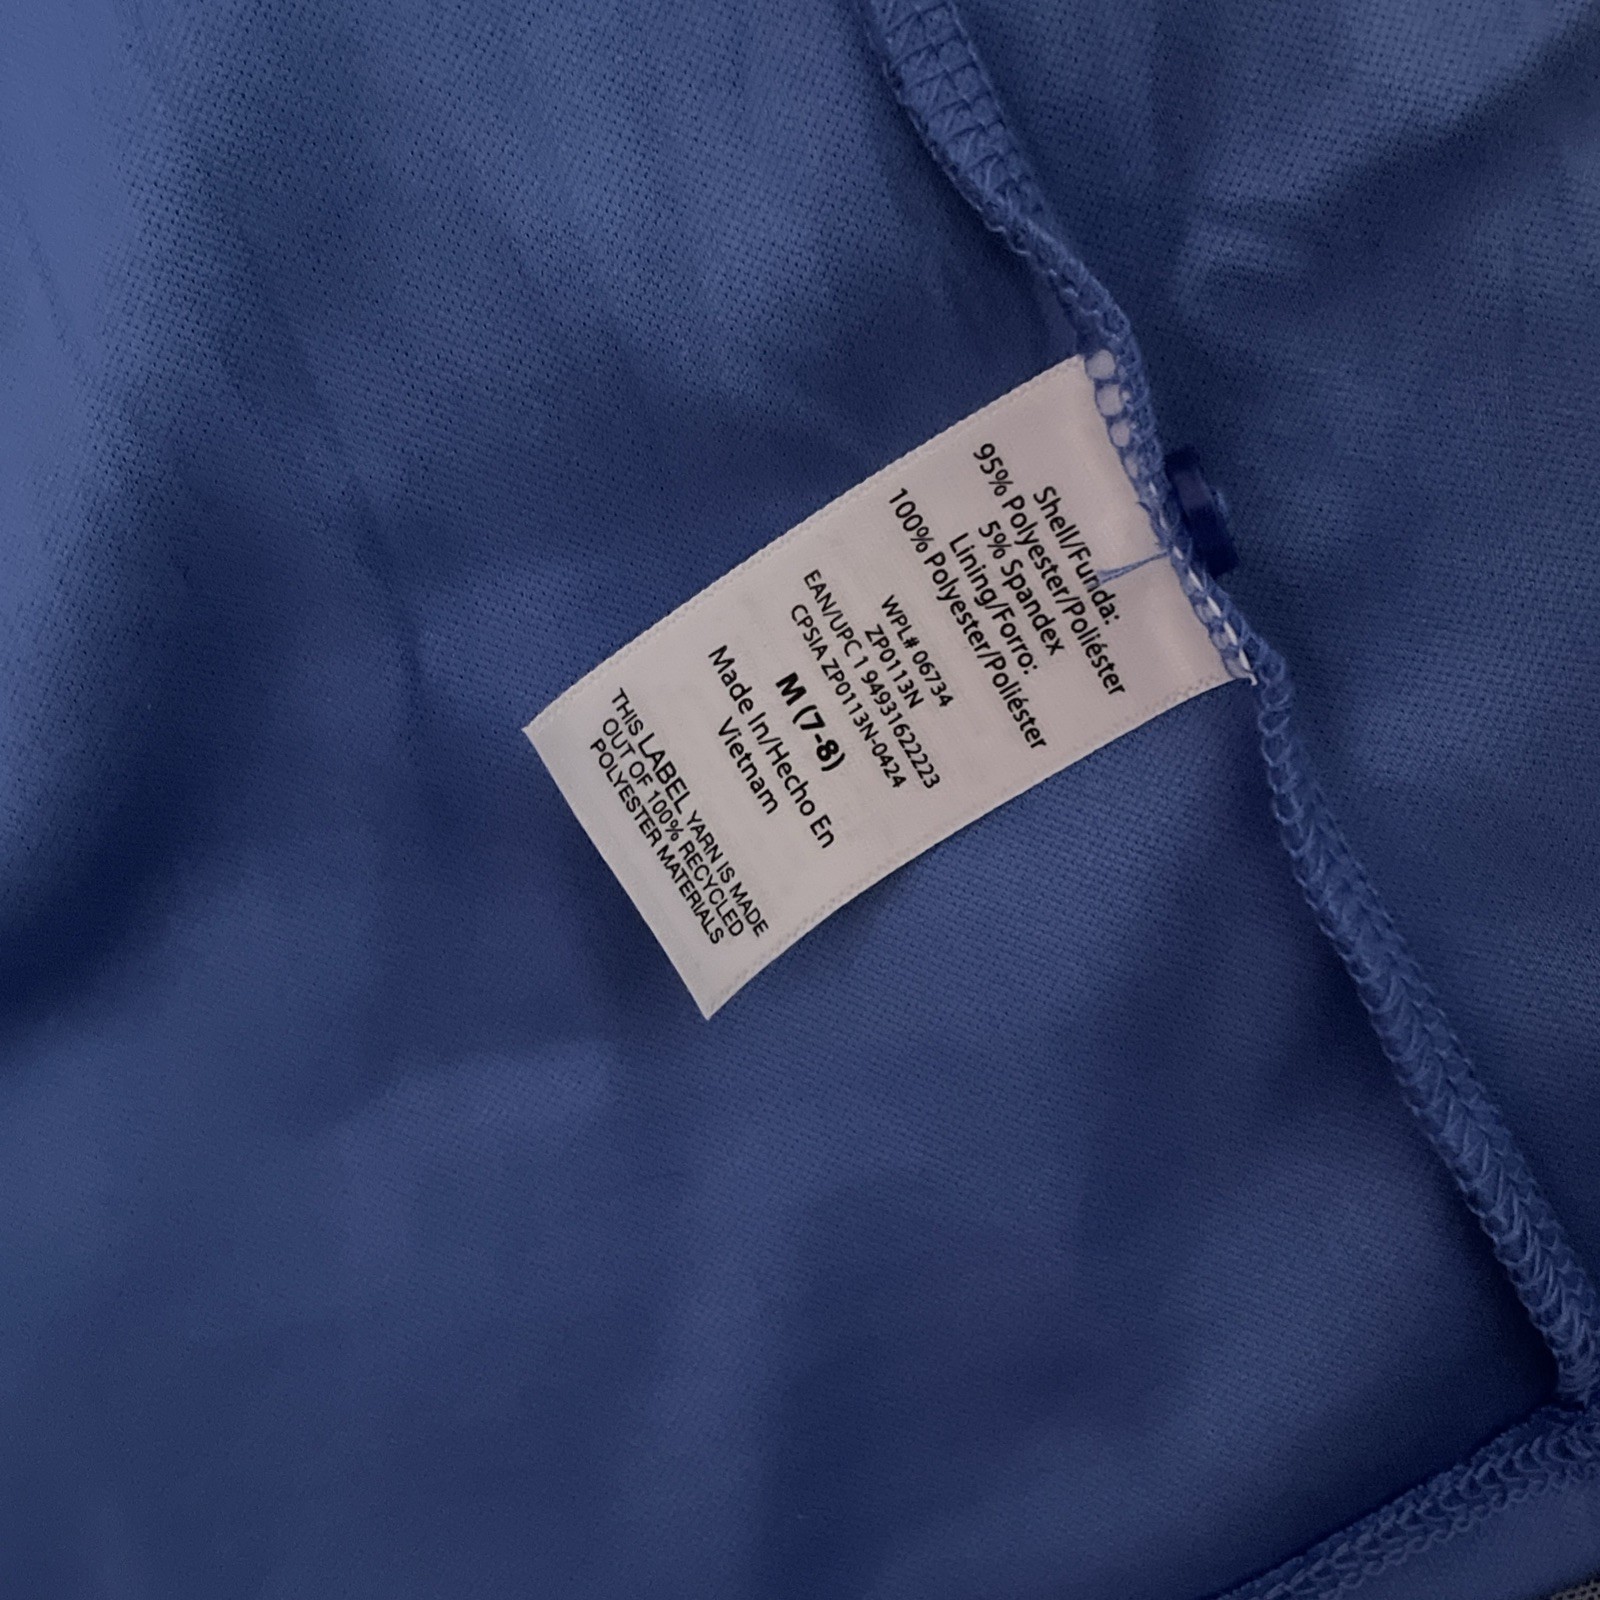 Shell/Funda:
95% Polyester/Poliéster
5% Spandex
Lining/Forro:
100% Polyester/Poliéster
WPL# 06734
ZP0113N
EAN/UPC 1 9493162223
CPSIA ZP0113N-0424
M (7-8)
Made In/Hecho En
Vietnam
THIS LABEL YARN IS MADE
OUT OF 100% RECYCLED
POLYESTER MATERIALS